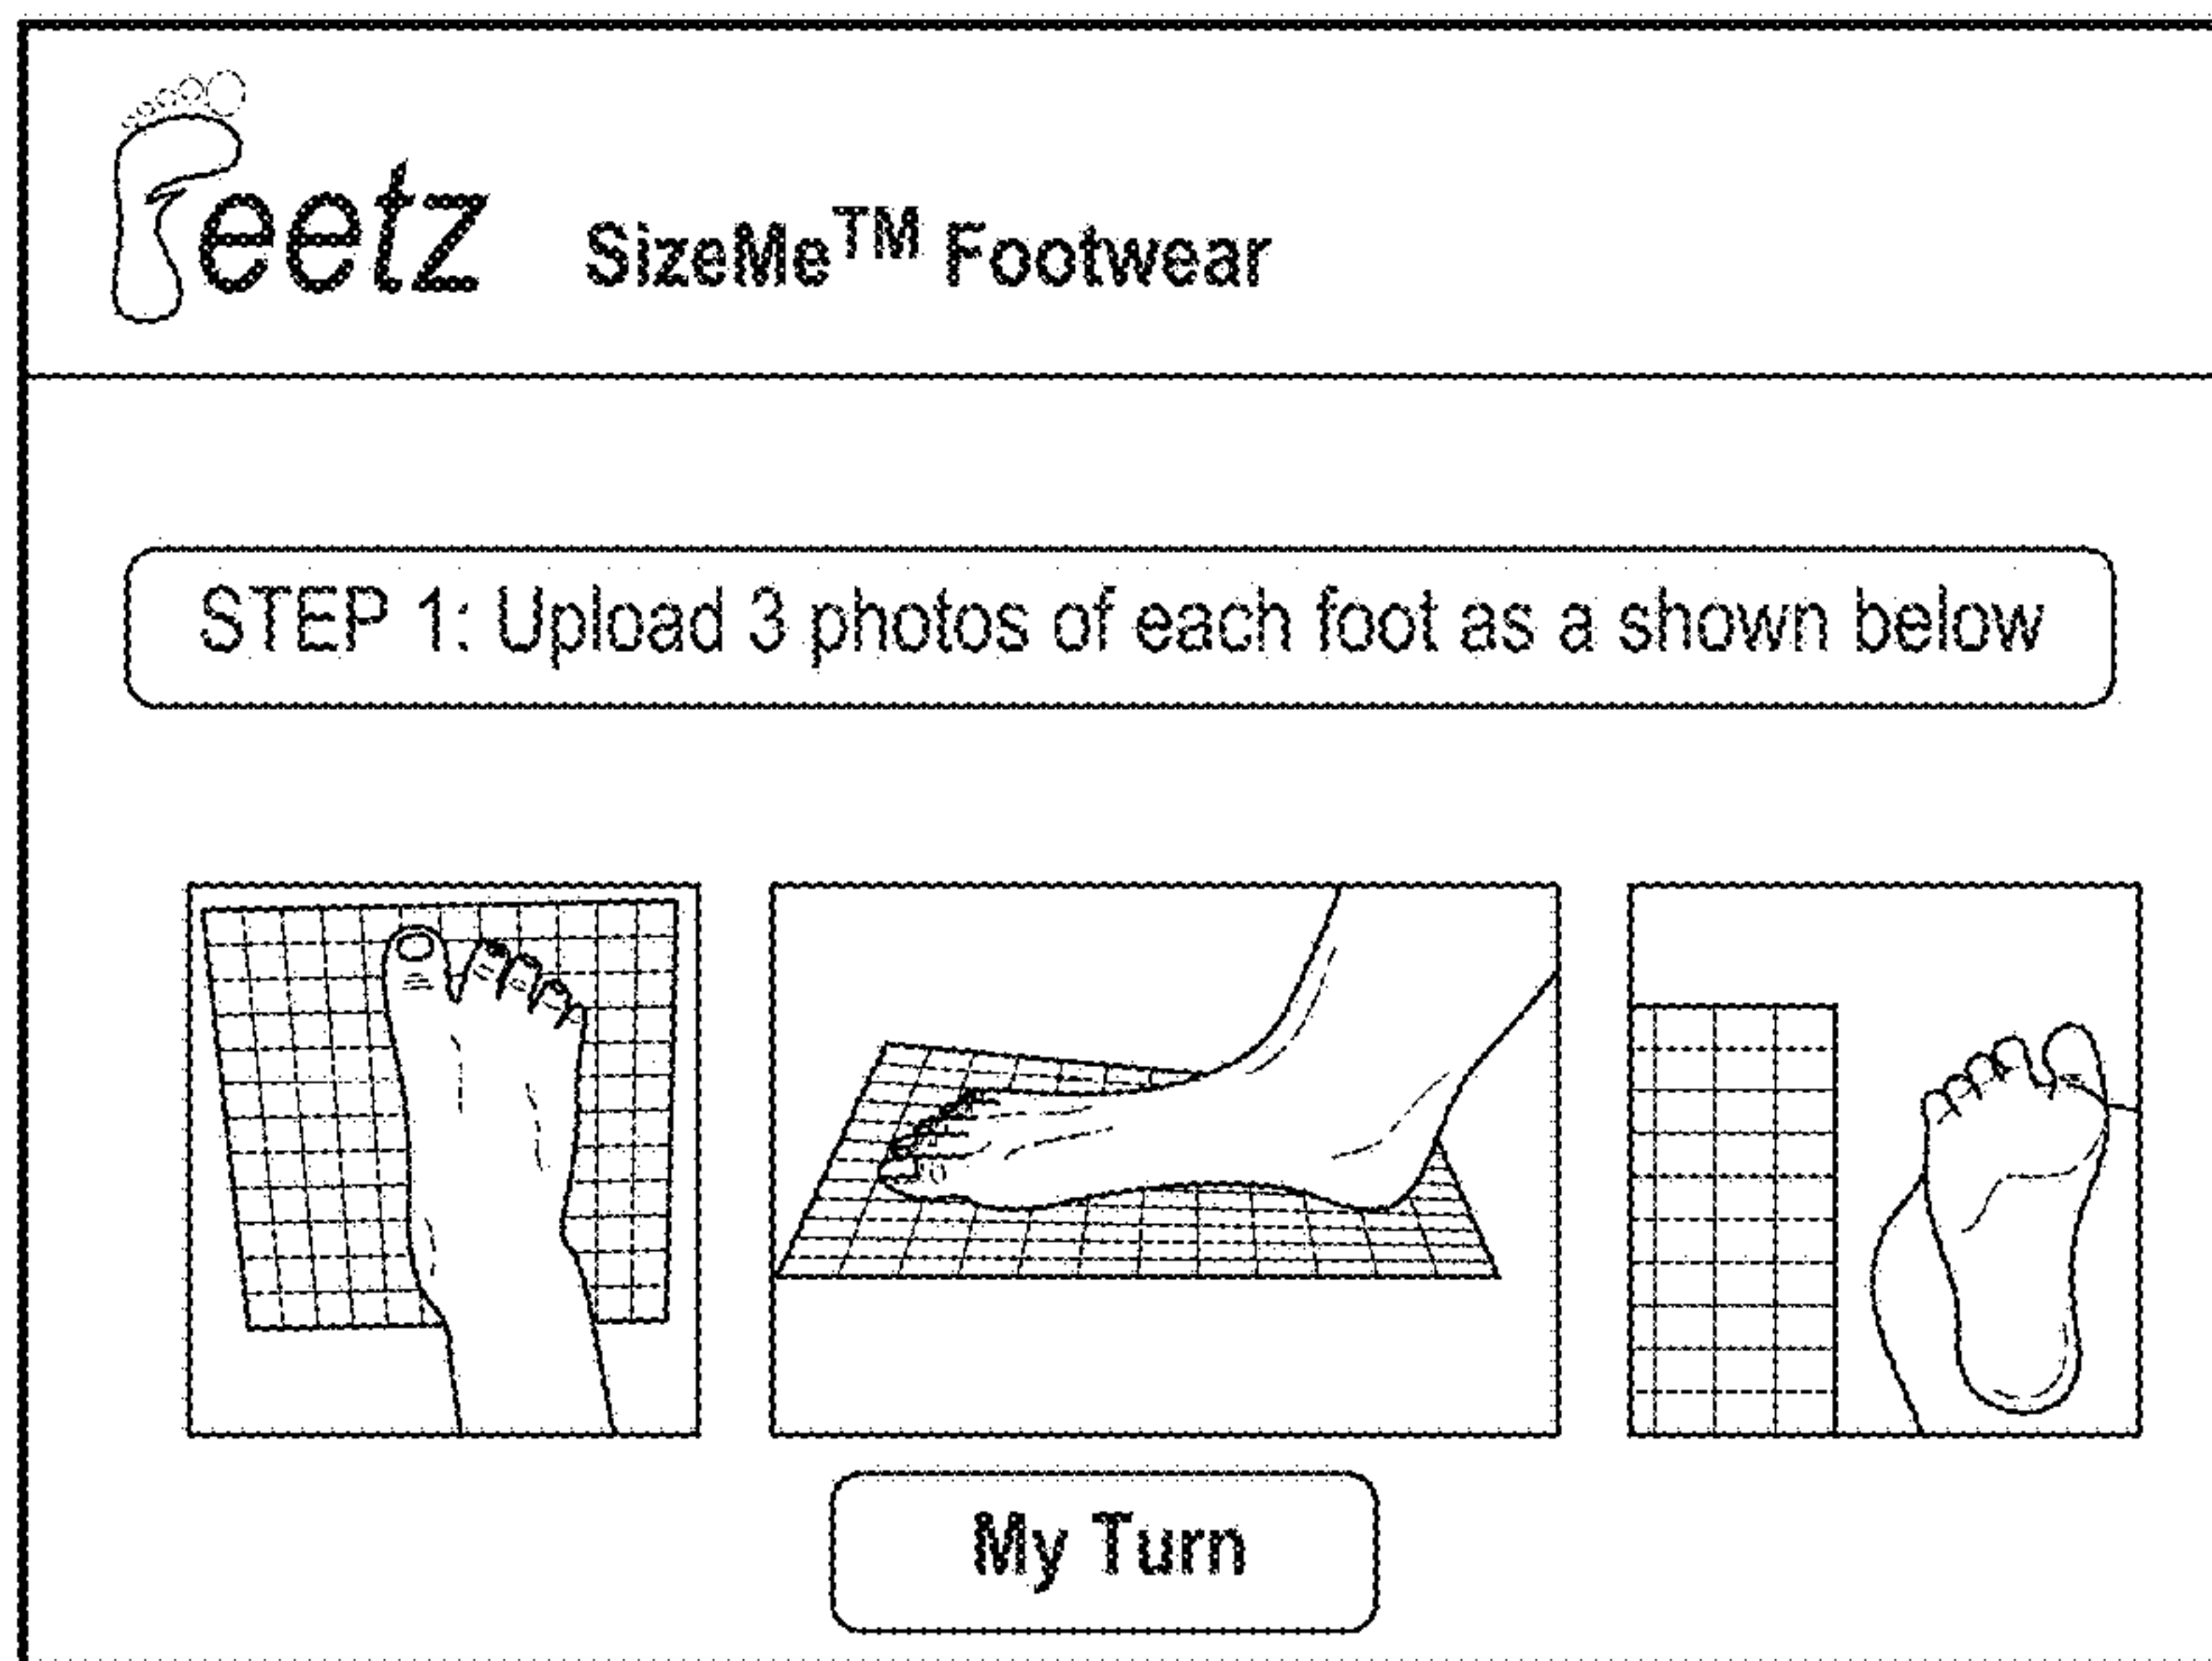 Feetz SizeMe™ Footwear
STEP 1: Upload 3 photos of each foot as a shown below
My Turn